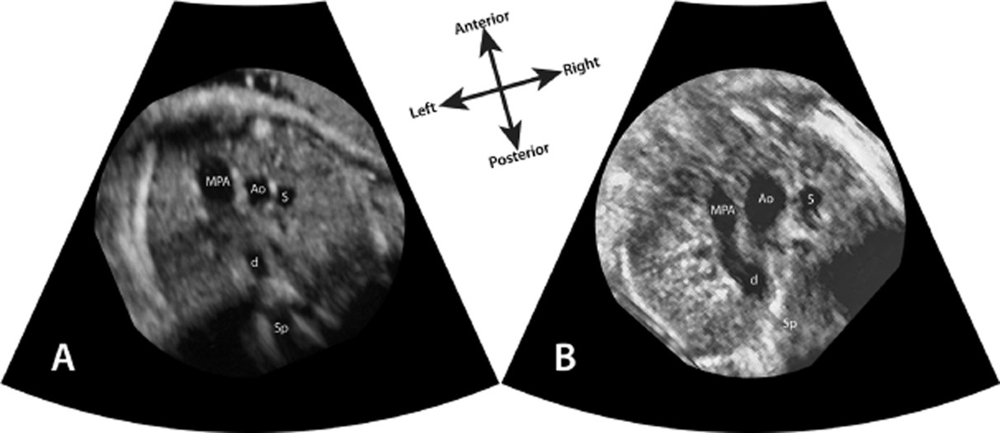 Anterior
Right
Left
Posterior
MPA
Ao
S
d
Sp
A
MPA
Ao
S
d
Sp
B